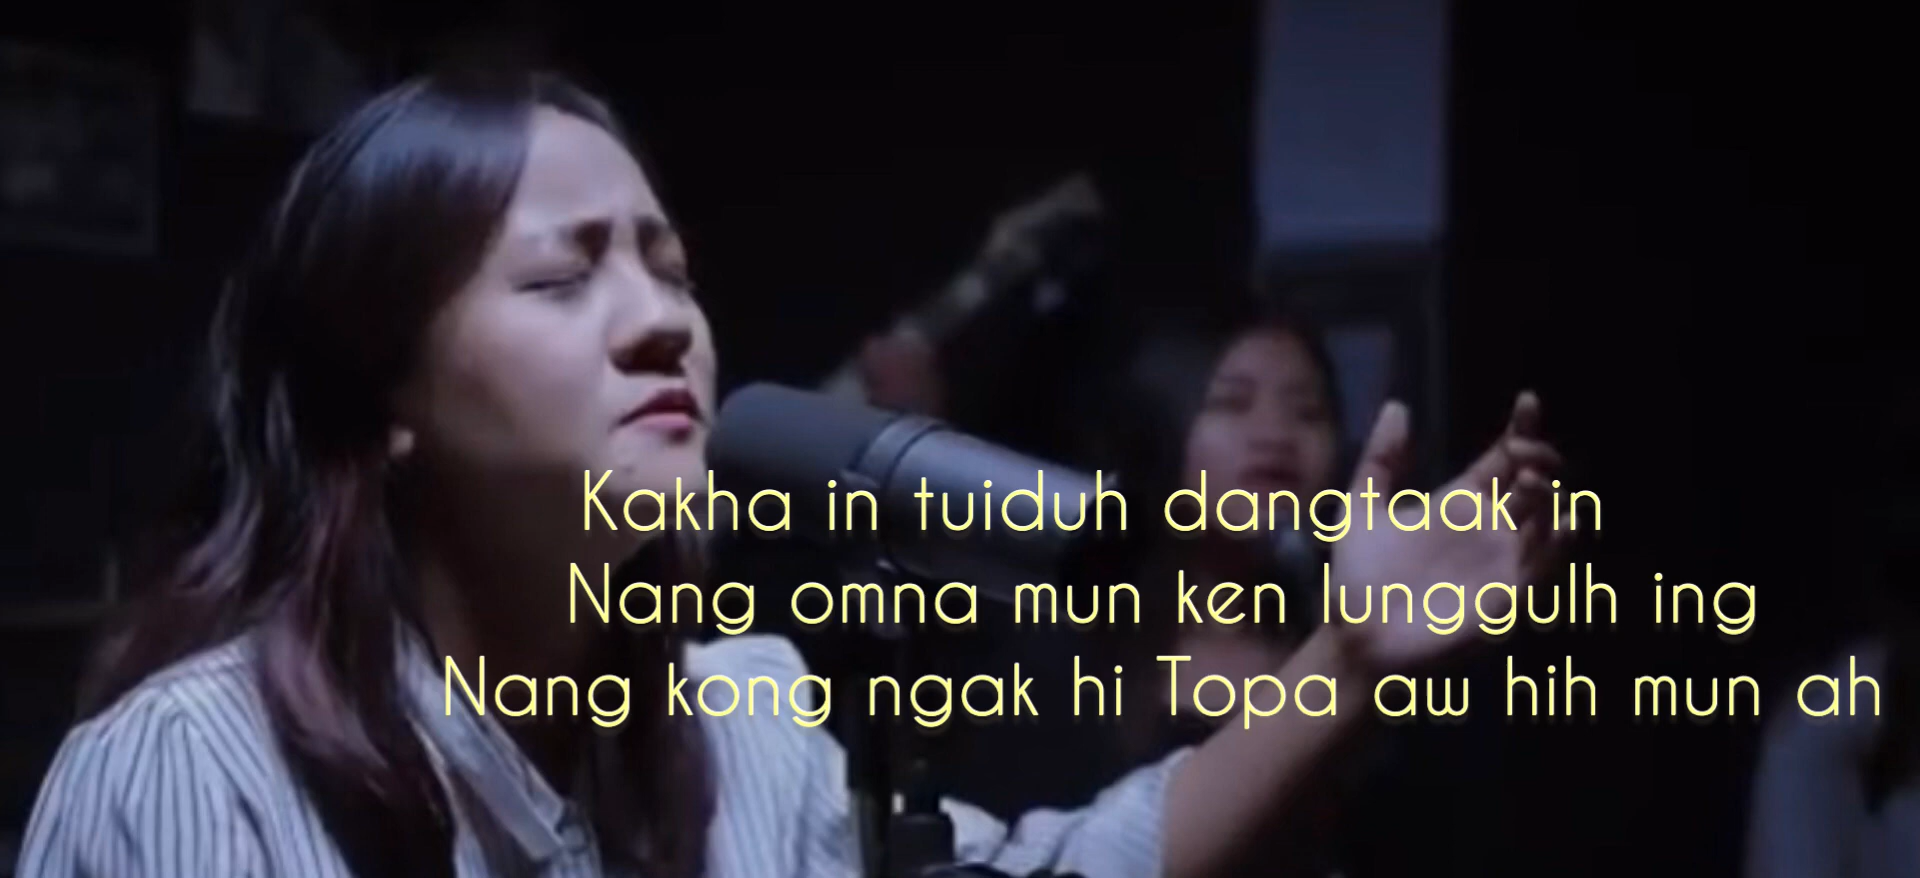 Kakha in tuiduh dangtaak in
Nang omna mun ken lunggulh ing
Nang kong ngak hi Topa aw hih mun ah